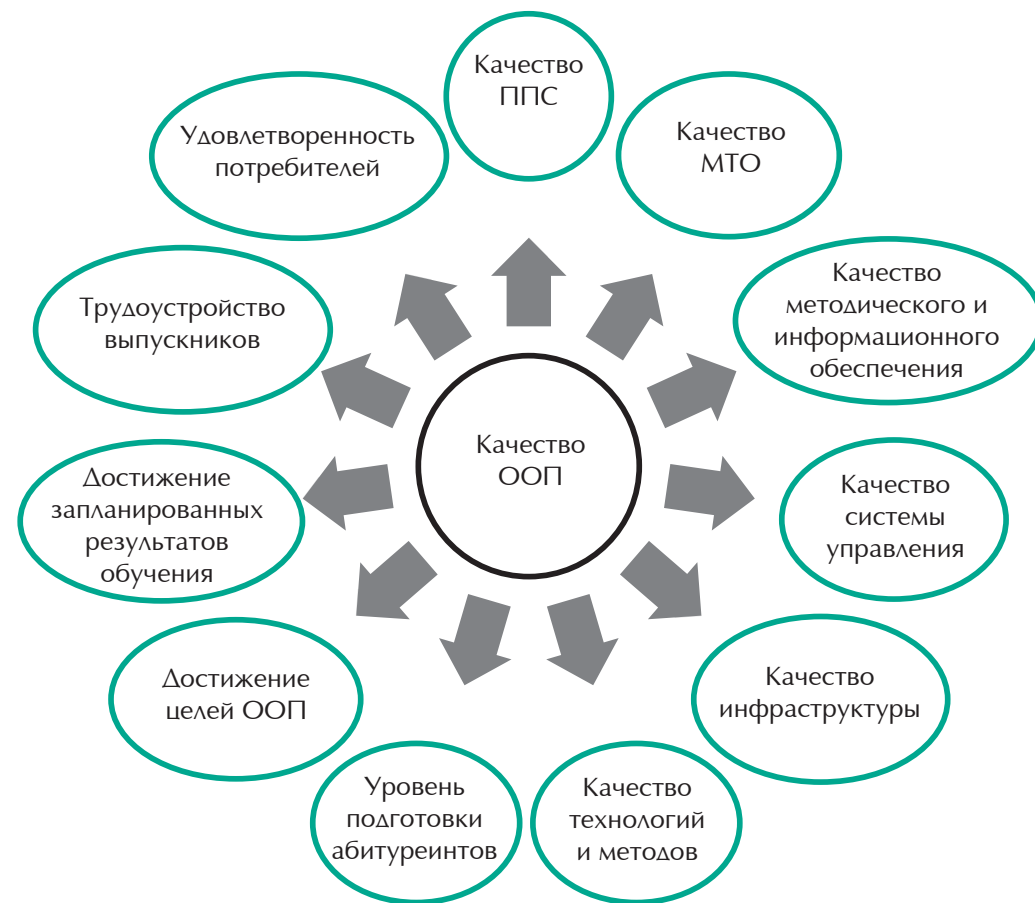 Качество
ППС
Качество
МТО
Качество
методического и
информационного
обеспечения
Качество
системы
управления
Качество
инфраструктуры
Качество
технологий
и методов
Уровень
подготовки
абитуреинтов
Достижение
целей ООП
Достижение
запланированных
результатов
обучения
Трудоустройство
выпускников
Удовлетворенность
потребителей
Качество
ООП